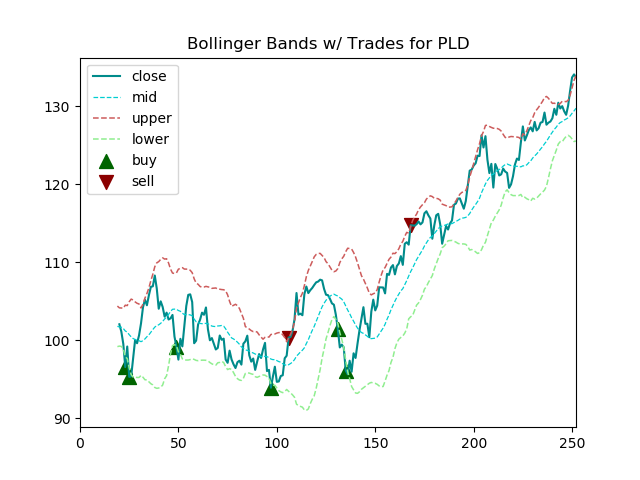 Bollinger Bands w/ Trades for PLD
close
mid
upper
lower
buy
sell
130
120
110
100
90
0 50 100 150 200 250